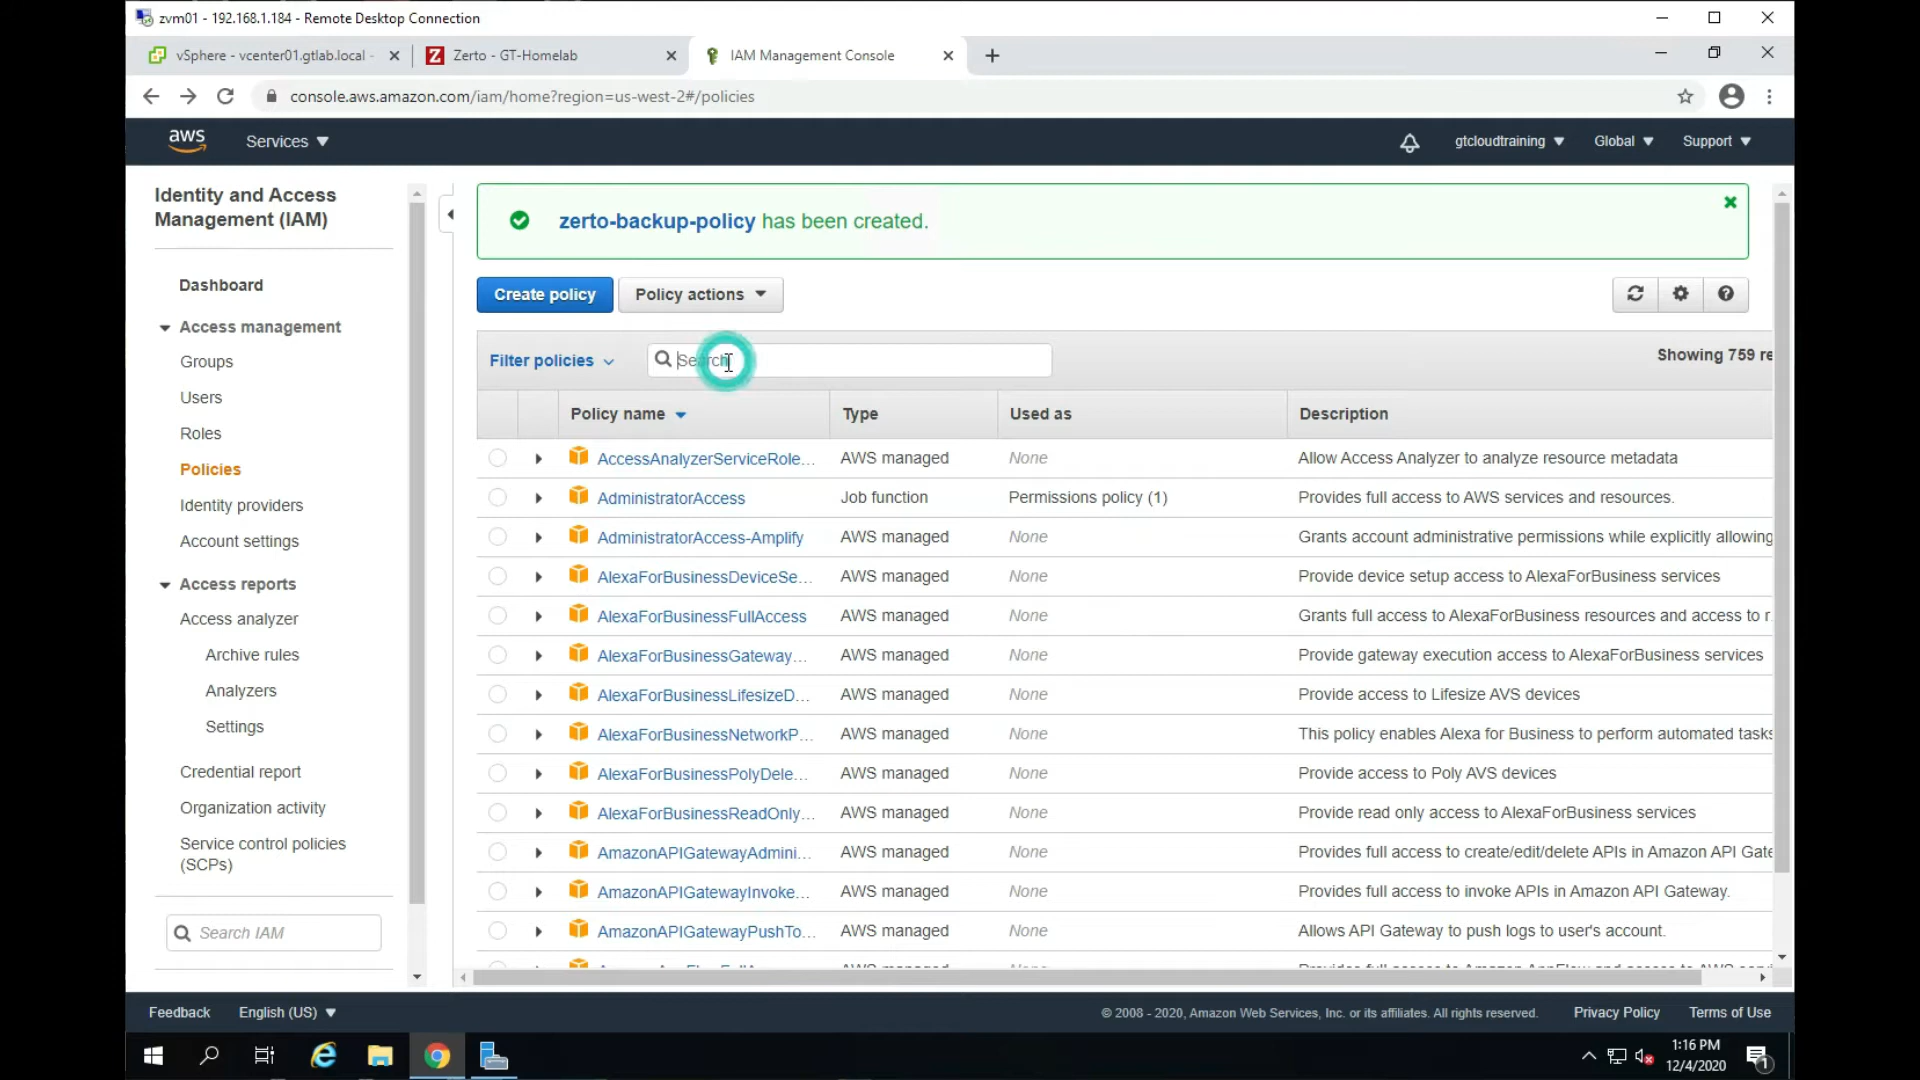 zvm01 - 192.168.1.184 - Remote Desktop Connection
vSphere - vcenter01.gtlab.local -
Z Zerto - GT-Homelab
IAM Management Console
console.aws.amazon.com/iam/home?region=us-west-2#/policies
aws Services gtcloudtraining Global Support
Identity and Access
Management (IAM)
Dashboard
Access management
Groups
Users
Roles
Policies
Identity providers
Account settings
Access reports
Access analyzer
Archive rules
Analyzers
Settings
Credential report
Organization activity
Service control policies
(SCPs)
Search IAM
zerto-backup-policy has been created.
Create policy Policy actions
Filter policies Search Showing 759 re
Policy name Type Used as Description
AccessAnalyzerServiceRole... AWS managed None Allow Access Analyzer to analyze resource metadata
AdministratorAccess Job function Permissions policy (1) Provides full access to AWS services and resources.
AdministratorAccess-Amplify AWS managed None Grants account administrative permissions while explicitly allowing
AlexaForBusinessDeviceSe... AWS managed None Provide device setup access to AlexaForBusiness services
AlexaForBusinessFullAccess AWS managed None Grants full access to AlexaForBusiness resources and access to r
AlexaForBusinessGateway... AWS managed None Provide gateway execution access to AlexaForBusiness services
AlexaForBusinessLifesizeD... AWS managed None Provide access to Lifesize AVS devices
AlexaForBusinessNetworkP... AWS managed None This policy enables Alexa for Business to perform automated tasks
AlexaForBusinessPolyDele... AWS managed None Provide access to Poly AVS devices
AlexaForBusinessReadOnly... AWS managed None Provide read only access to AlexaForBusiness services
AmazonAPIGatewayAdmini... AWS managed None Provides full access to create/edit/delete APIs in Amazon API Gate
AmazonAPIGatewayInvoke... AWS managed None Provides full access to invoke APIs in Amazon API Gateway.
AmazonAPIGatewayPushTo... AWS managed None Allows API Gateway to push logs to user's account.
Feedback English (US) © 2008 - 2020, Amazon Web Services, Inc. or its affiliates. All rights reserved. Privacy Policy Terms of Use
1:16 PM
12/4/2020
1